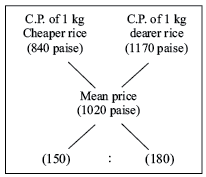 C.P. of 1 kg C.P. of 1 kg
Cheaper rice dearer rice
(840 paise) (1170 paise)
Mean price
(1020 paise)
(150) : (180)